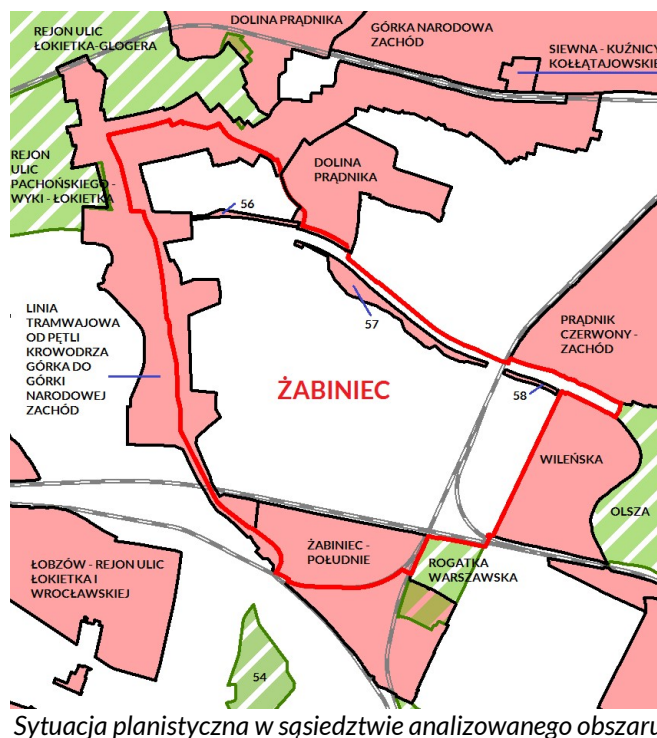 REJON ULIC
ŁOKIETKA-GLOGERA
DOLINA PRĄDNIKA
GÓRKA NARODOWA
ZACHÓD
SIEWNA - KUŹNICY
KOŁŁĄTAJOWSKIE
REJON
ULIC
PACHOŃSKIEGO -
WYKI - ŁOKIETKA
DOLINA
PRĄDNIKA
56
57
LINIA
TRAMWAJOWA
OD PĘTLI
KROWODRZA
GÓRKA DO
GÓRKI
NARODOWEJ
ZACHÓD
PRĄDNIK
CZERWONY -
ZACHÓD
ŻABINIEC
58
WILEŃSKA
OLSZA
ŻABINIEC -
POŁUDNIE
ROGATKA
WARSZAWSKA
ŁOBZÓW - REJON ULIC
ŁOKIETKA I
WROCŁAWSKIEJ
54
Sytuacja planistyczna w sąsiedztwie analizowanego obszaru